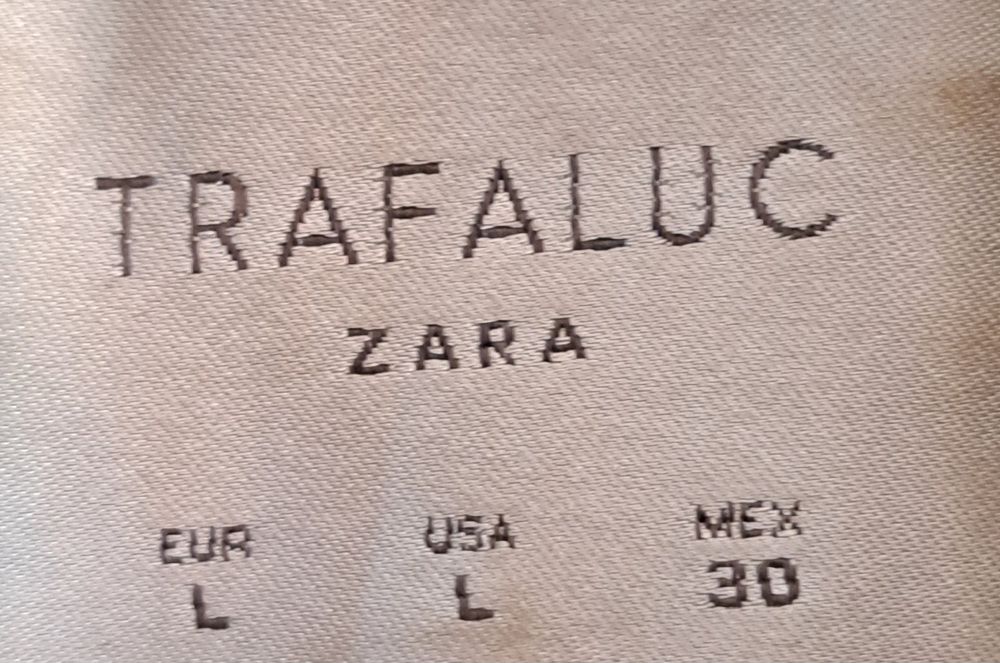 TRAFALUC
ZARA
EUR USA MEX
L L 30